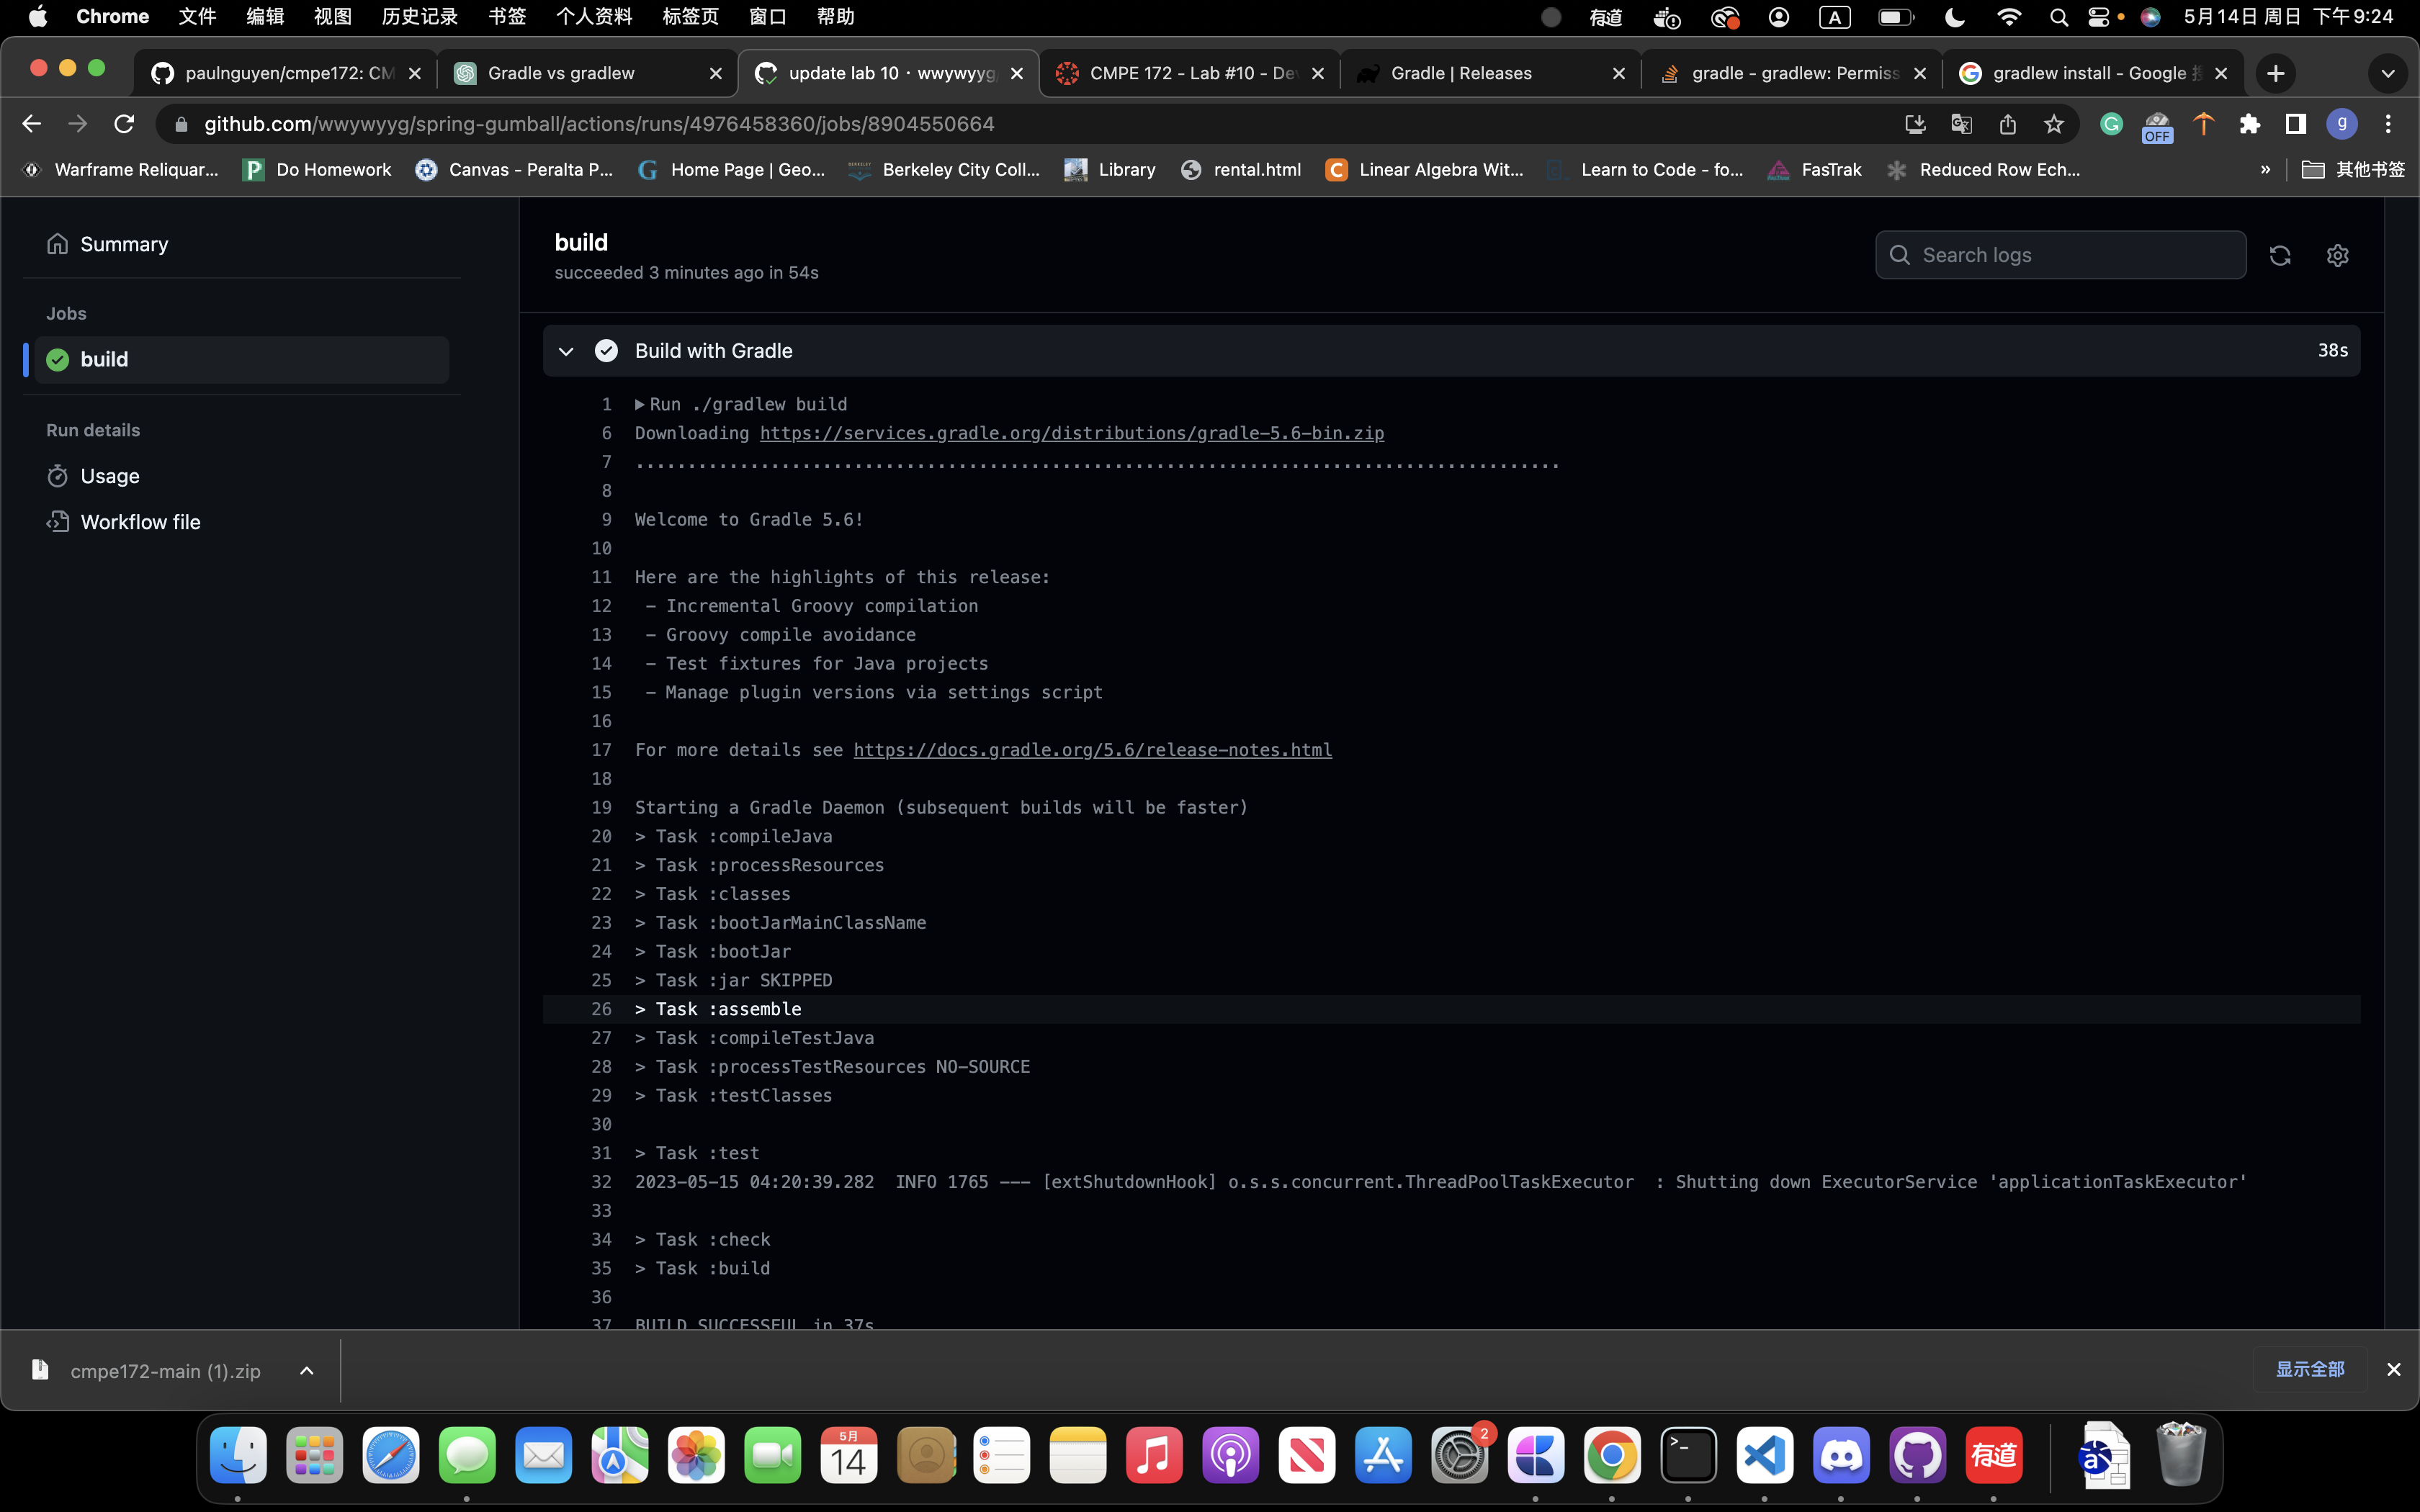 Chrome 文件 编辑 视图 历史记录 书签 个人资料 标签页 窗口 帮助 有道 A 5月14日 周日 下午9:24
paulnguyen/cmpe172: CM Gradle vs gradlew update lab 10 · wwywyyg CMPE 172 - Lab #10 - De Gradle | Releases gradle - gradlew: Permiss gradlew install - Google
github.com/wwywyyg/spring-gumball/actions/runs/4976458360/jobs/8904550664 OFF g
Warframe Reliquar... Do Homework Canvas - Peralta P... Home Page | Geo... Berkeley City Coll... Library rental.html Linear Algebra Wit... Learn to Code - fo... FasTrak Reduced Row Ech... » 其他书签
Summary
Jobs
build
Run details
Usage
Workflow file
build
succeeded 3 minutes ago in 54s
Search logs
Build with Gradle 38s
1 Run ./gradlew build
6 Downloading https://services.gradle.org/distributions/gradle-5.6-bin.zip
7 .........................................................................................
8
9 Welcome to Gradle 5.6!
10
11 Here are the highlights of this release:
12 - Incremental Groovy compilation
13 - Groovy compile avoidance
14 - Test fixtures for Java projects
15 - Manage plugin versions via settings script
16
17 For more details see https://docs.gradle.org/5.6/release-notes.html
18
19 Starting a Gradle Daemon (subsequent builds will be faster)
20 > Task :compileJava
21 > Task :processResources
22 > Task :classes
23 > Task :bootJarMainClassName
24 > Task :bootJar
25 > Task :jar SKIPPED
26 > Task :assemble
27 > Task :compileTestJava
28 > Task :processTestResources NO-SOURCE
29 > Task :testClasses
30
31 > Task :test
32 2023-05-15 04:20:39.282  INFO 1765 --- [extShutdownHook] o.s.s.concurrent.ThreadPoolTaskExecutor  : Shutting down ExecutorService 'applicationTaskExecutor'
33
34 > Task :check
35 > Task :build
36
37 BUILD SUCCESSFUL in 37s
cmpe172-main (1).zip
显示全部
5月
14
2
有道